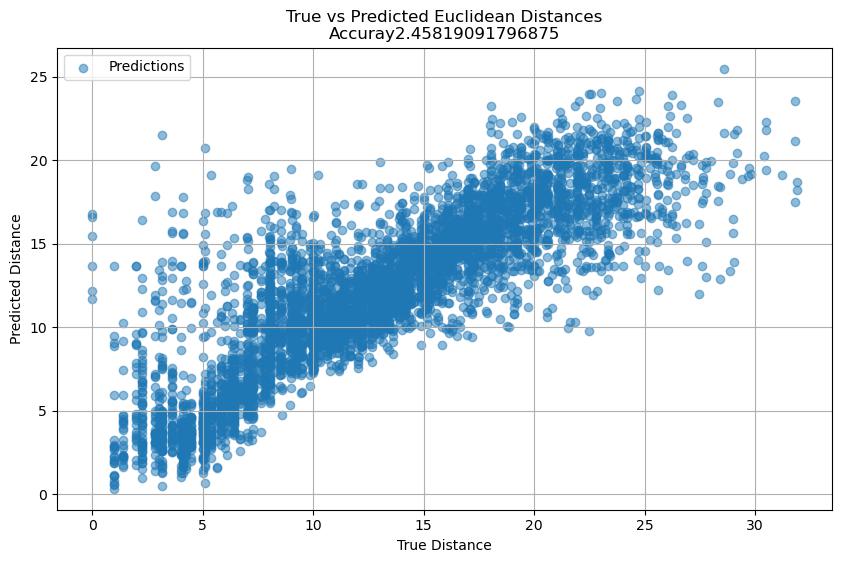 True vs Predicted Euclidean Distances
Accuray2.45819091796875
Predictions
25
20
15
10
5
0
Predicted Distance
0 5 10 15 20 25 30
True Distance